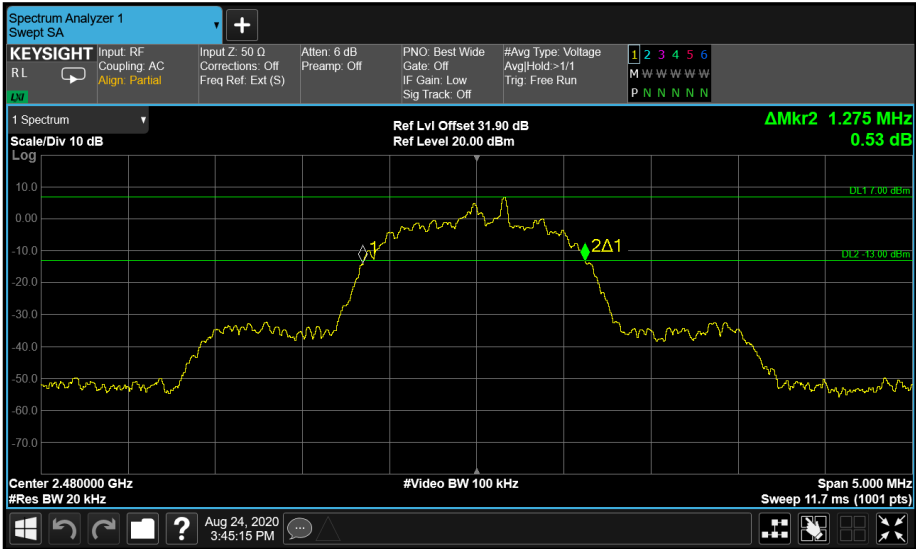 Spectrum Analyzer 1
Swept SA
KEYSIGHT
RL
LXI
Input: RF
Coupling: AC
Align: Partial
Input Z: 50 Ω
Corrections: Off
Freq Ref: Ext (S)
Atten: 6 dB
Preamp: Off
PNO: Best Wide
Gate: Off
IF Gain: Low
Sig Track: Off
#Avg Type: Voltage
Avg|Hold:>1/1
Trig: Free Run
1 2 3 4 5 6
M W W W W W
P N N N N N
1 Spectrum
Scale/Div 10 dB
Ref Lvl Offset 31.90 dB
Ref Level 20.00 dBm
ΔMkr2 1.275 MHz
0.53 dB
Log
10.0
DL1 7.00 dBm
0.00
1
2Δ1
-10.0
DL2 -13.00 dBm
-20.0
-30.0
-40.0
-50.0
-60.0
-70.0
Center 2.480000 GHz
#Video BW 100 kHz
Span 5.000 MHz
#Res BW 20 kHz
Sweep 11.7 ms (1001 pts)
?
Aug 24, 2020
3:45:15 PM